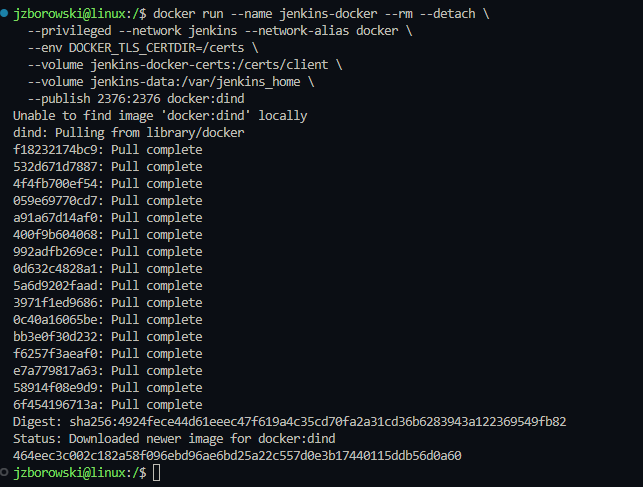 jzborowski@linux:/$ docker run --name jenkins-docker --rm --detach \
--privileged --network jenkins --network-alias docker \
--env DOCKER_TLS_CERTDIR=/certs \
--volume jenkins-docker-certs:/certs/client \
--volume jenkins-data:/var/jenkins_home \
--publish 2376:2376 docker:dind
Unable to find image 'docker:dind' locally
dind: Pulling from library/docker
f18232174bc9: Pull complete
532d671d7887: Pull complete
4f4fb700ef54: Pull complete
059e69770cd7: Pull complete
a91a67d14af0: Pull complete
400f9b604068: Pull complete
992adfb269ce: Pull complete
0d632c4828a1: Pull complete
5a6d9202faad: Pull complete
3971f1ed9686: Pull complete
0c40a16065be: Pull complete
bb3e0f30d232: Pull complete
f6257f3aeaf0: Pull complete
e7a779817a63: Pull complete
58914f08e9d9: Pull complete
6f454196713a: Pull complete
Digest: sha256:4924fece44d61eeec47f619a4c35cd70fa2a31cd36b6283943a122369549fb82
Status: Downloaded newer image for docker:dind
464eec3c002c182a58f096ebd96ae6bd25a22c557d0e3b17440115ddb56d0a60
jzborowski@linux:/$